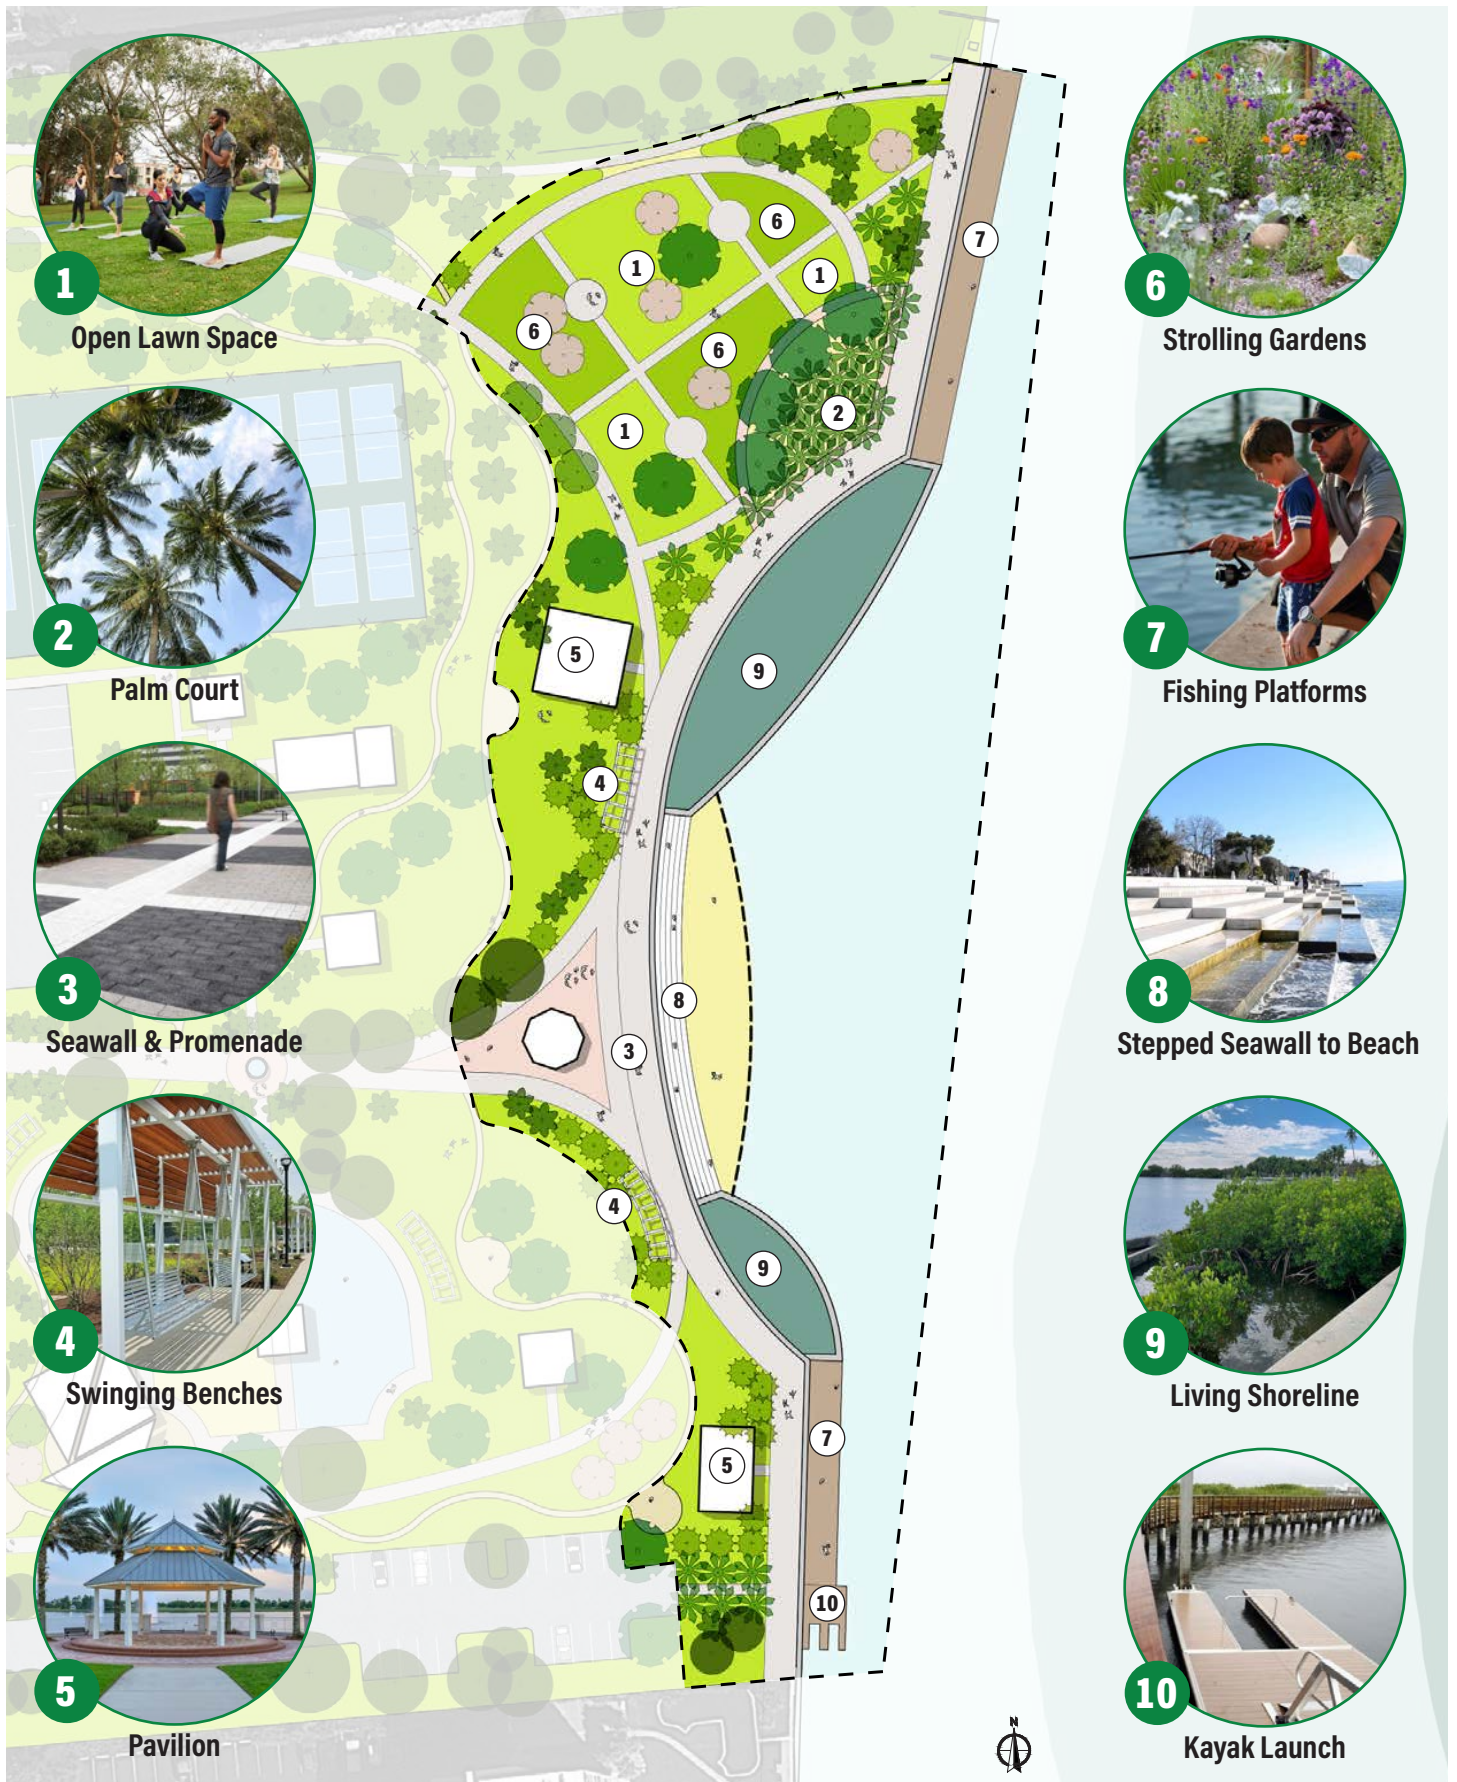 1
Open Lawn Space
2
Palm Court
3
Seawall & Promenade
4
Swinging Benches
5
Pavilion
6
Strolling Gardens
7
Fishing Platforms
8
Stepped Seawall to Beach
9
Living Shoreline
10
Kayak Launch
6
7
1
1
6
6
2
1
5
9
4
8
3
4
9
7
5
10
N